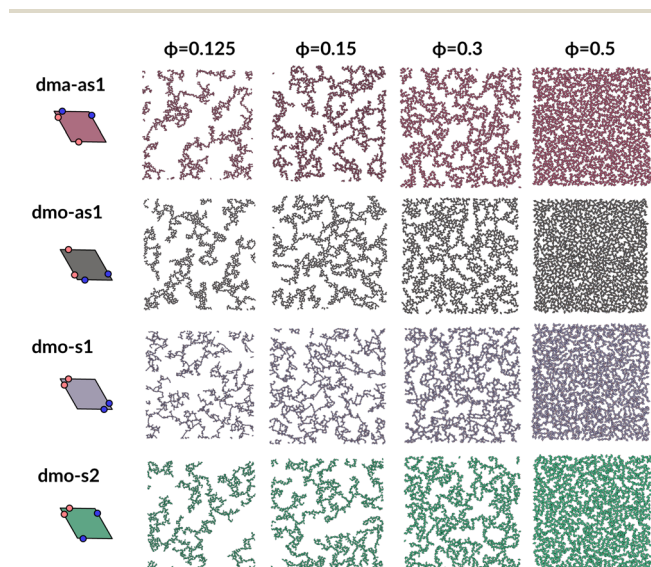 ϕ=0.125 ϕ=0.15 ϕ=0.3 ϕ=0.5
dma-as1
dmo-as1
dmo-s1
dmo-s2